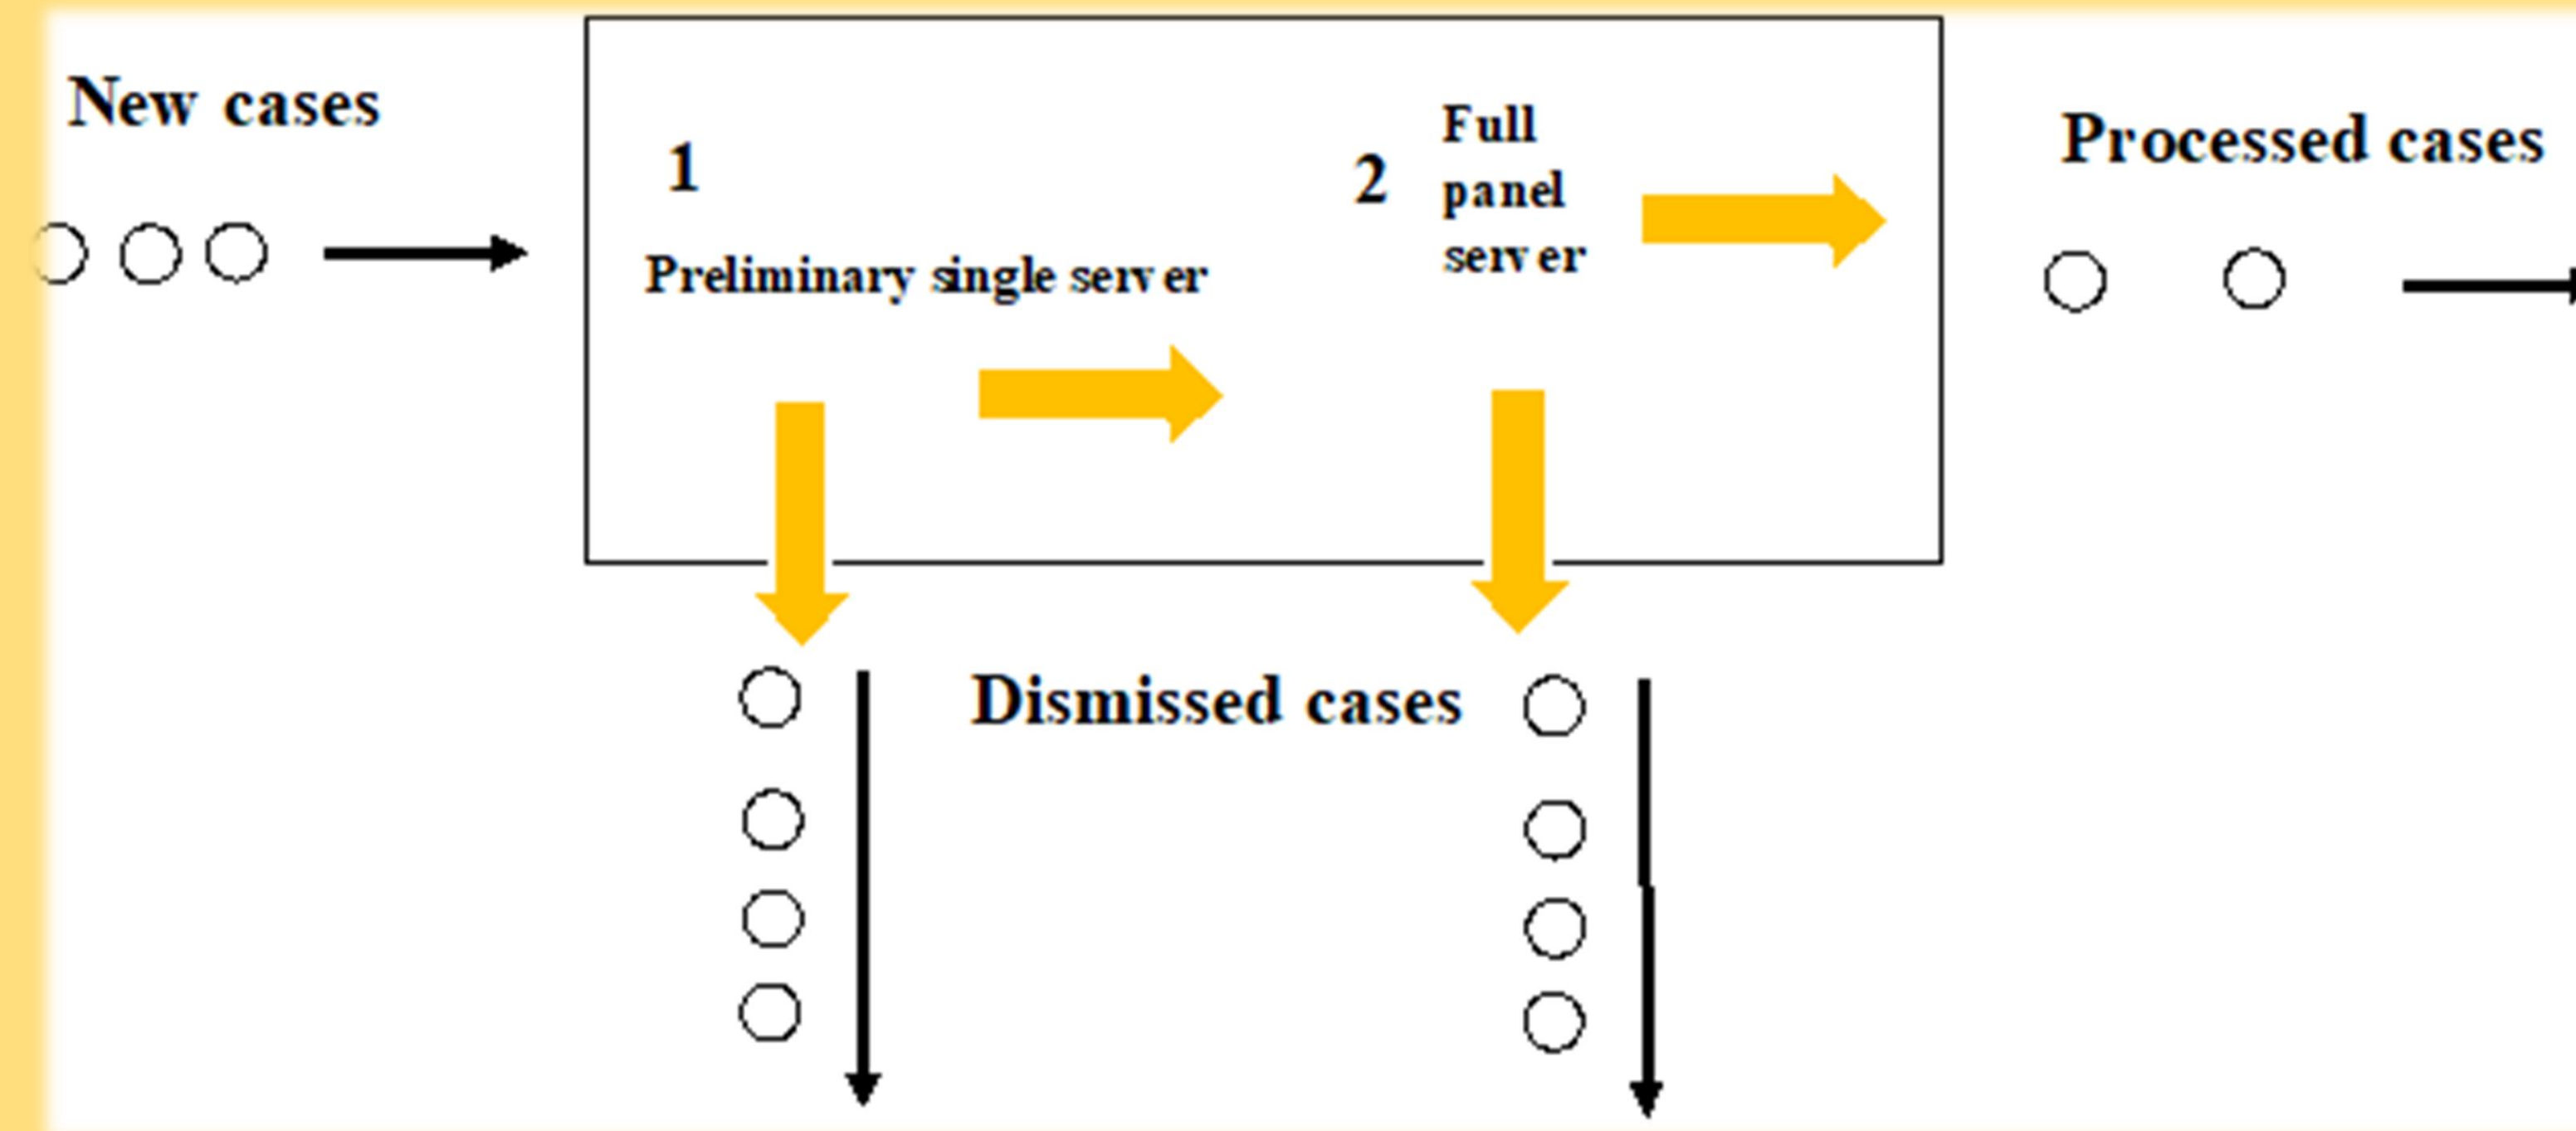 New cases
1
Preliminary single server
2
Full
panel
server
Processed cases
Dismissed cases